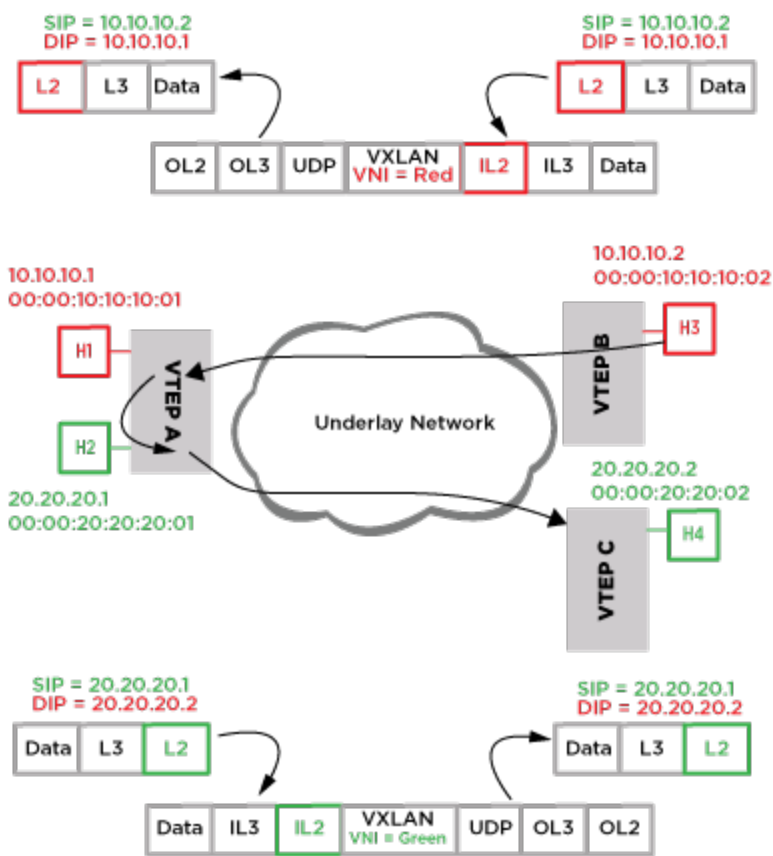 SIP = 10.10.10.2
DIP = 10.10.10.1
L2 L3 Data
SIP = 10.10.10.2
DIP = 10.10.10.1
L2 L3 Data
OL2 OL3 UDP VXLAN VNI = Red IL2 IL3 Data
10.10.10.1
00:00:10:10:10:01
H1
VTEP A
H2
20.20.20.1
00:00:20:20:20:01
Underlay Network
10.10.10.2
00:00:10:10:10:02
VTEP B
H3
20.20.20.2
00:00:20:20:02
VTEP C
H4
SIP = 20.20.20.1
DIP = 20.20.20.2
Data L3 L2
SIP = 20.20.20.1
DIP = 20.20.20.2
Data L3 L2
Data IL3 IL2 VXLAN VNI = Green UDP OL3 OL2